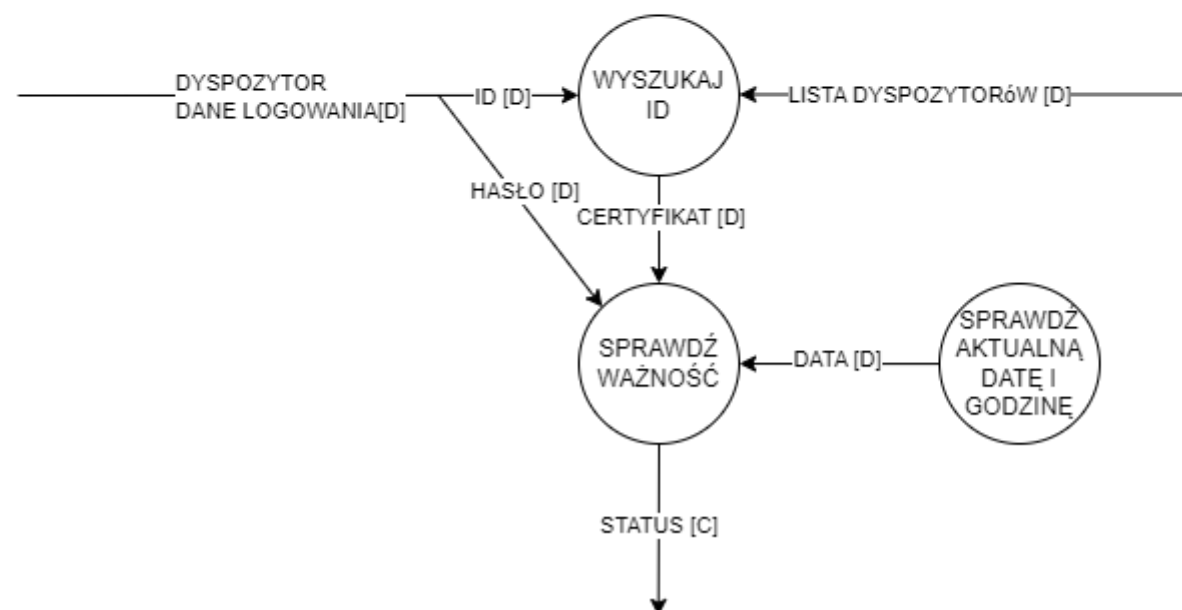 DYSPOZYTOR
DANE LOGOWANIA[D]
ID [D]
WYSZUKAJ
ID
LISTA DYSPOZYTORóW [D]
HASŁO [D]
CERTYFIKAT [D]
SPRAWDŹ
WAŻNOŚĆ
DATA [D]
SPRAWDŹ
AKTUALNĄ
DATĘ I
GODZINĘ
STATUS [C]